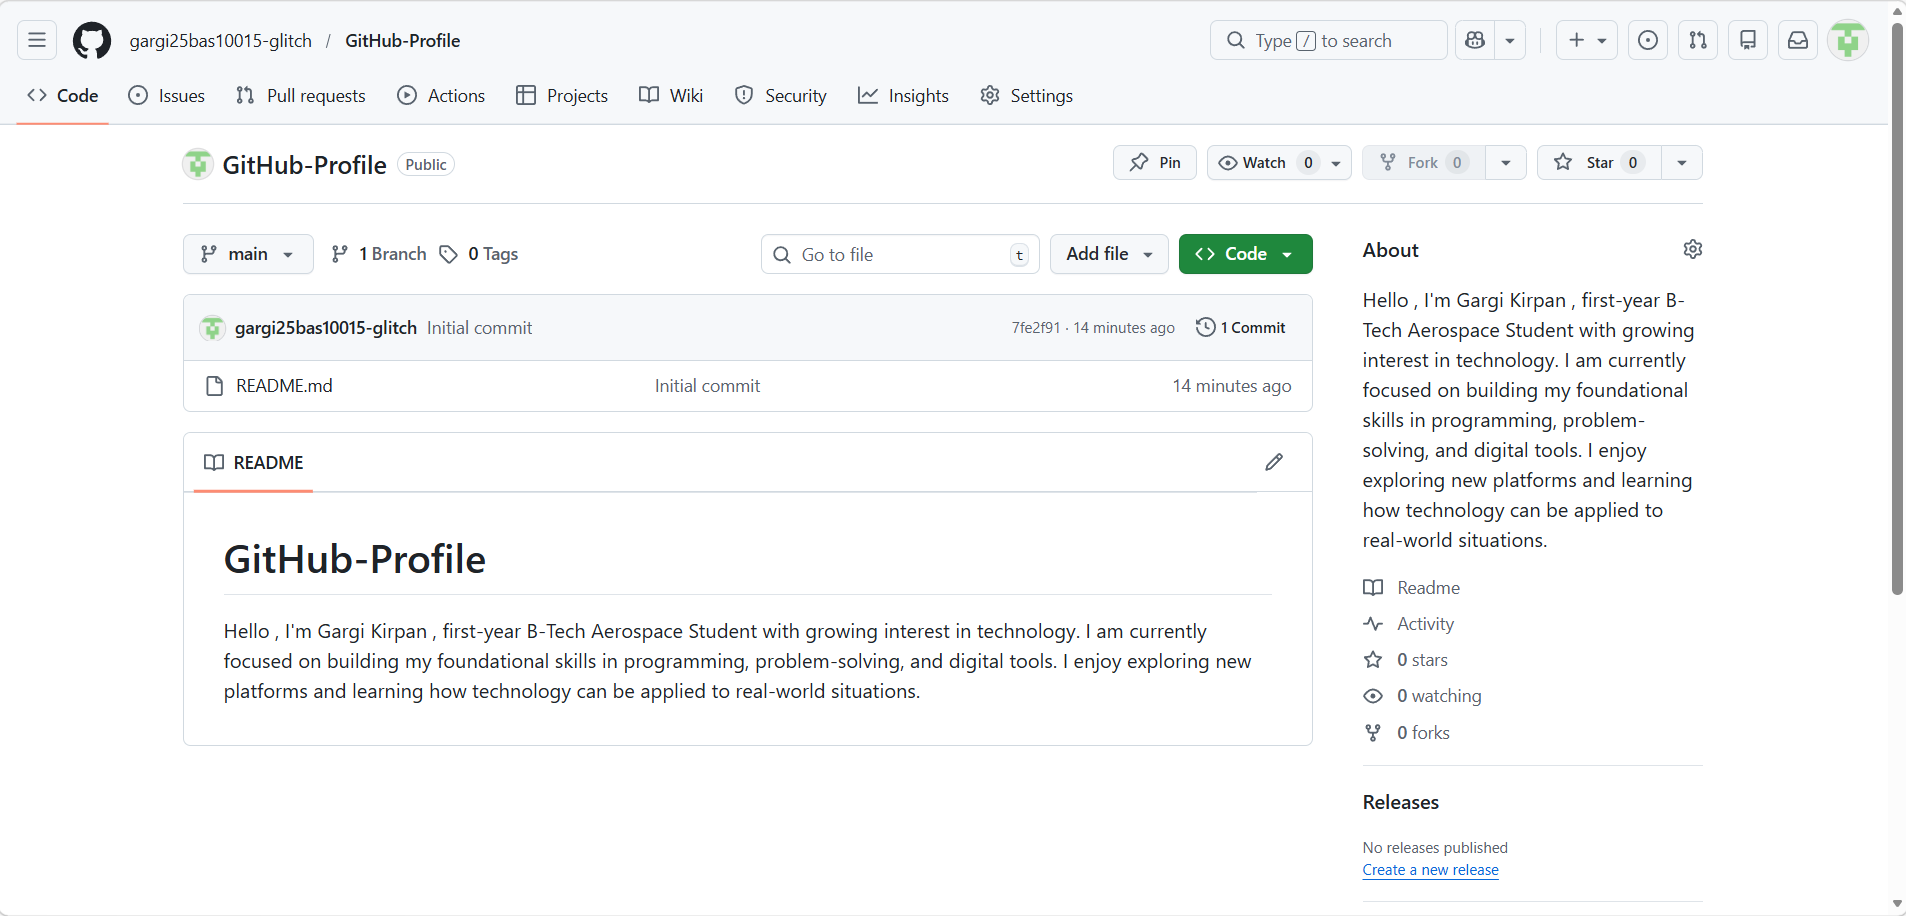 gargi25bas10015-glitch / GitHub-Profile
Type / to search
Code
Issues
Pull requests
Actions
Projects
Wiki
Security
Insights
Settings
GitHub-Profile Public
Pin
Watch 0
Fork 0
Star 0
main
1 Branch
0 Tags
Go to file t
Add file
Code
gargi25bas10015-glitch Initial commit
7fe2f91 · 14 minutes ago
1 Commit
README.md Initial commit 14 minutes ago
README
GitHub-Profile
Hello , I'm Gargi Kirpan , first-year B-Tech Aerospace Student with growing interest in technology. I am currently
focused on building my foundational skills in programming, problem-solving, and digital tools. I enjoy exploring new
platforms and learning how technology can be applied to real-world situations.
About
Hello , I'm Gargi Kirpan , first-year B-
Tech Aerospace Student with growing
interest in technology. I am currently
focused on building my foundational
skills in programming, problem-
solving, and digital tools. I enjoy
exploring new platforms and learning
how technology can be applied to
real-world situations.
Readme
Activity
0 stars
0 watching
0 forks
Releases
No releases published
Create a new release